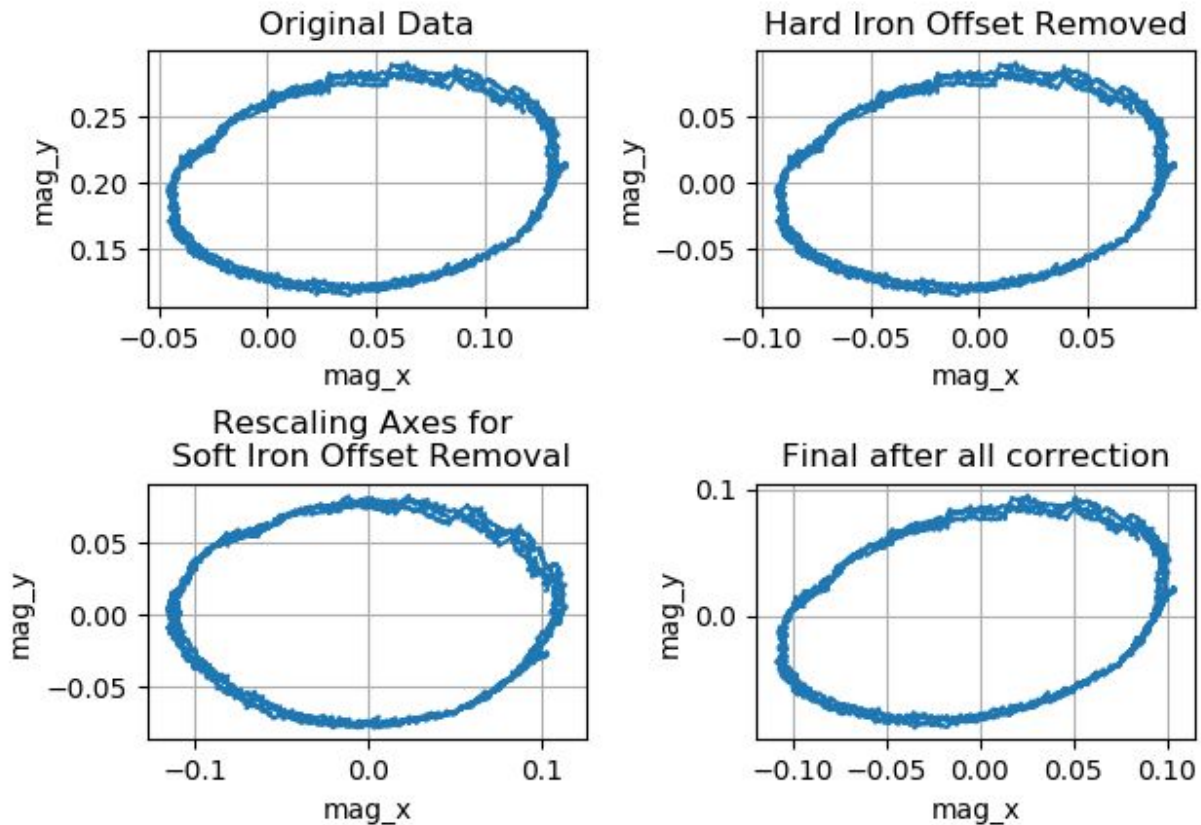 Original Data
0.25
0.20
0.15
mag_y
−0.05
0.00
0.05
0.10
mag_x
Hard Iron Offset Removed
0.05
0.00
−0.05
mag_y
−0.10
−0.05
0.00
0.05
mag_x
Rescaling Axes for
Soft Iron Offset Removal
0.05
0.00
−0.05
mag_y
−0.1
0.0
0.1
mag_x
Final after all correction
0.1
0.0
mag_y
−0.10
−0.05
0.00
0.05
0.10
mag_x